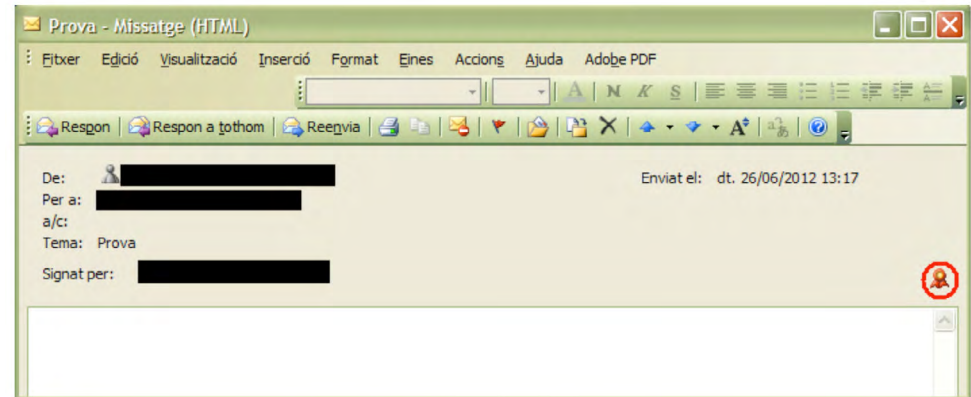 Prova - Missatge (HTML)
Fitxer Edició Visualització Inserció Format Eines Accions Ajuda Adobe PDF
A N K S
Respon Respon a tothom Reenvia A
De: Enviat el: dt. 26/06/2012 13:17
Per a:
a/c:
Tema: Prova
Signat per: